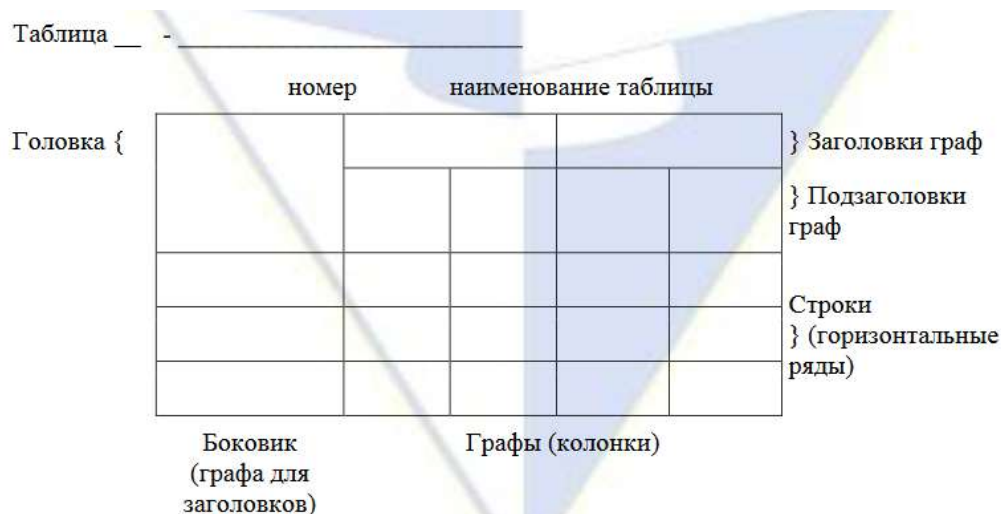 Таблица __ - ______________________________
номер наименование таблицы
Головка {
} Заголовки граф
} Подзаголовки
граф
Строки
} (горизонтальные
ряды)
Боковик
(графа для
заголовков)
Графы (колонки)